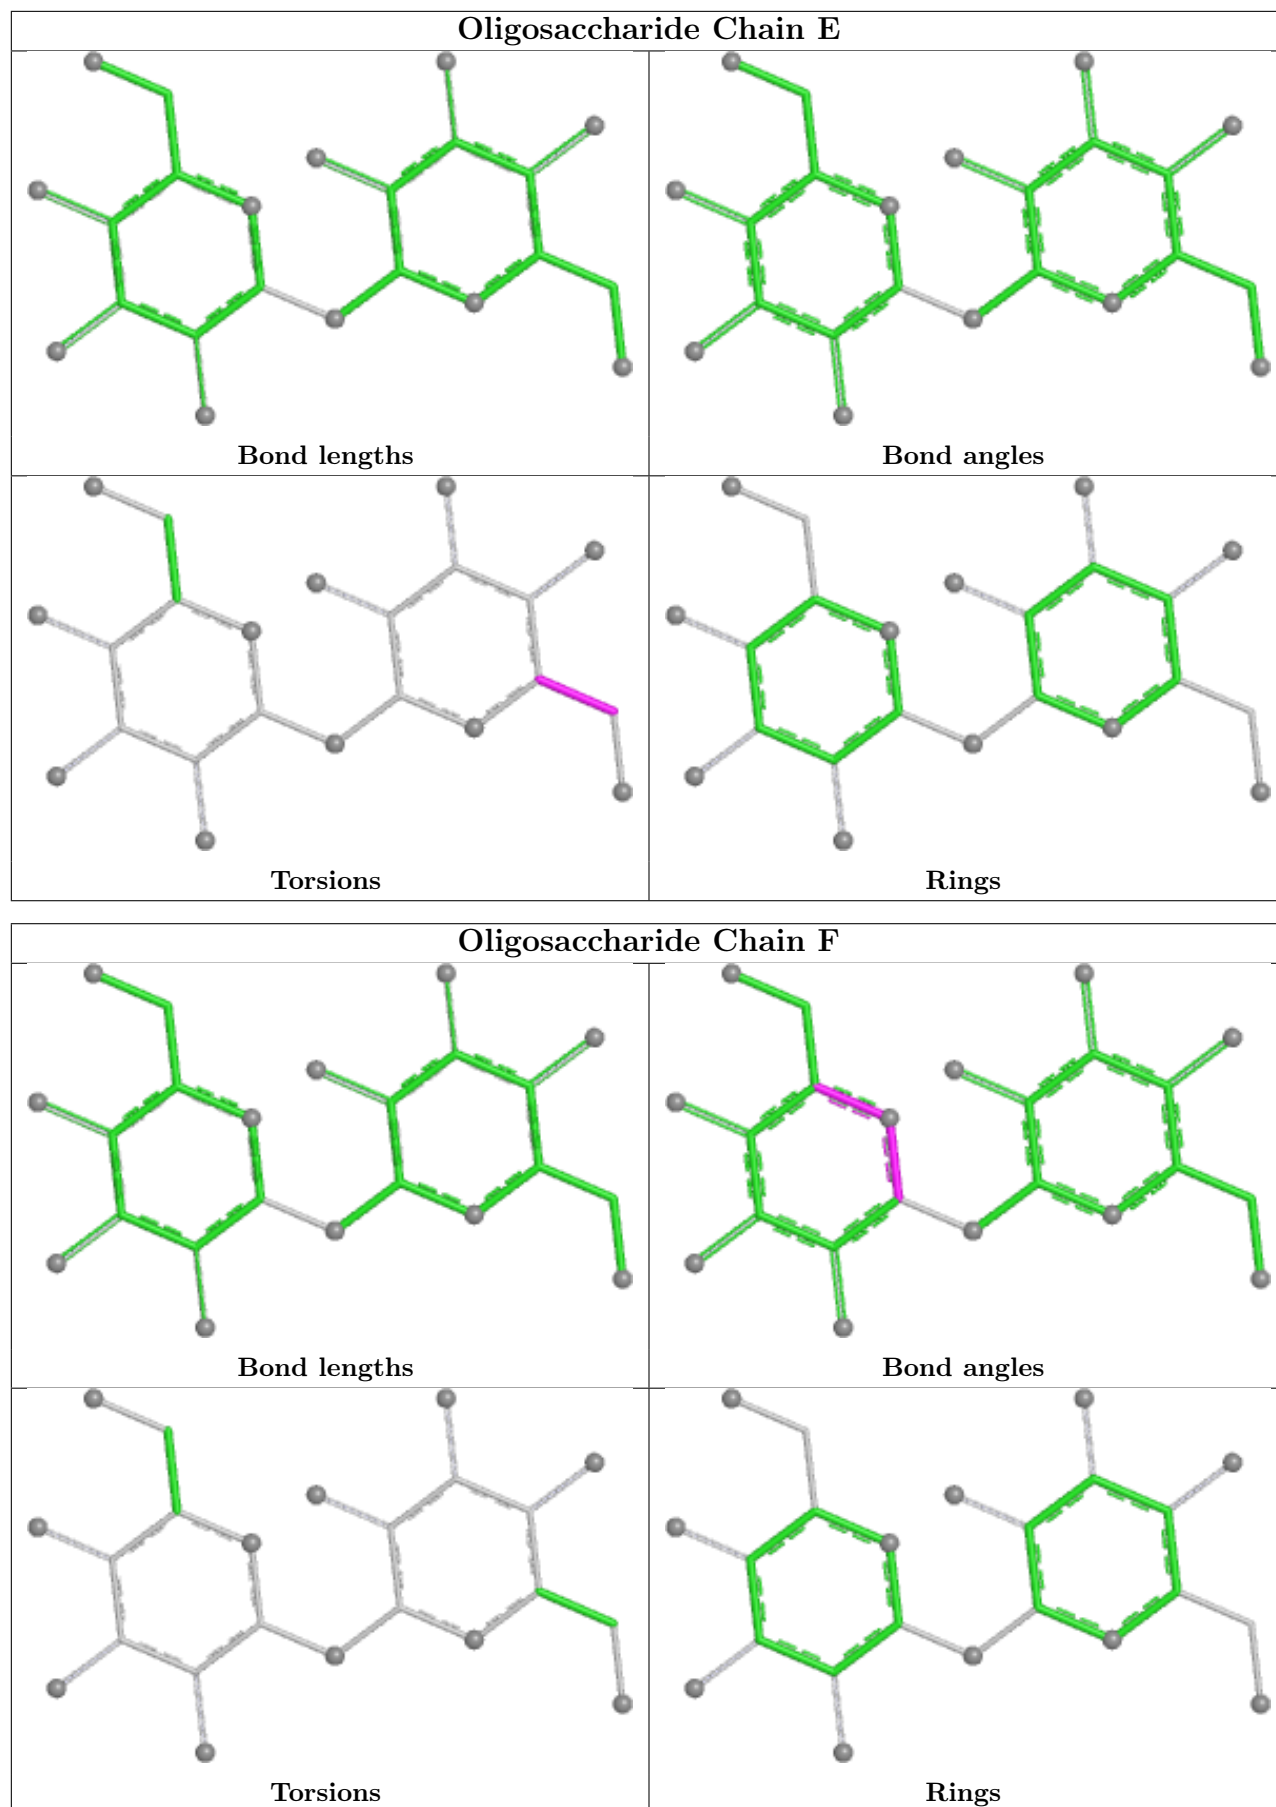 Oligosaccharide Chain E
Bond lengths
Bond angles
Torsions
Rings
Oligosaccharide Chain F
Bond lengths
Bond angles
Torsions
Rings